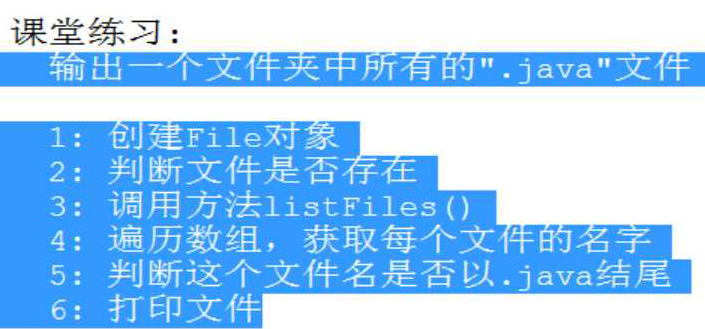 课堂练习:
输出一个文件夹中所有的".java"文件
1: 创建File对象
2: 判断文件是否存在
3: 调用方法listFiles()
4: 遍历数组，获取每个文件的名字
5: 判断这个文件名是否以.java结尾
6: 打印文件